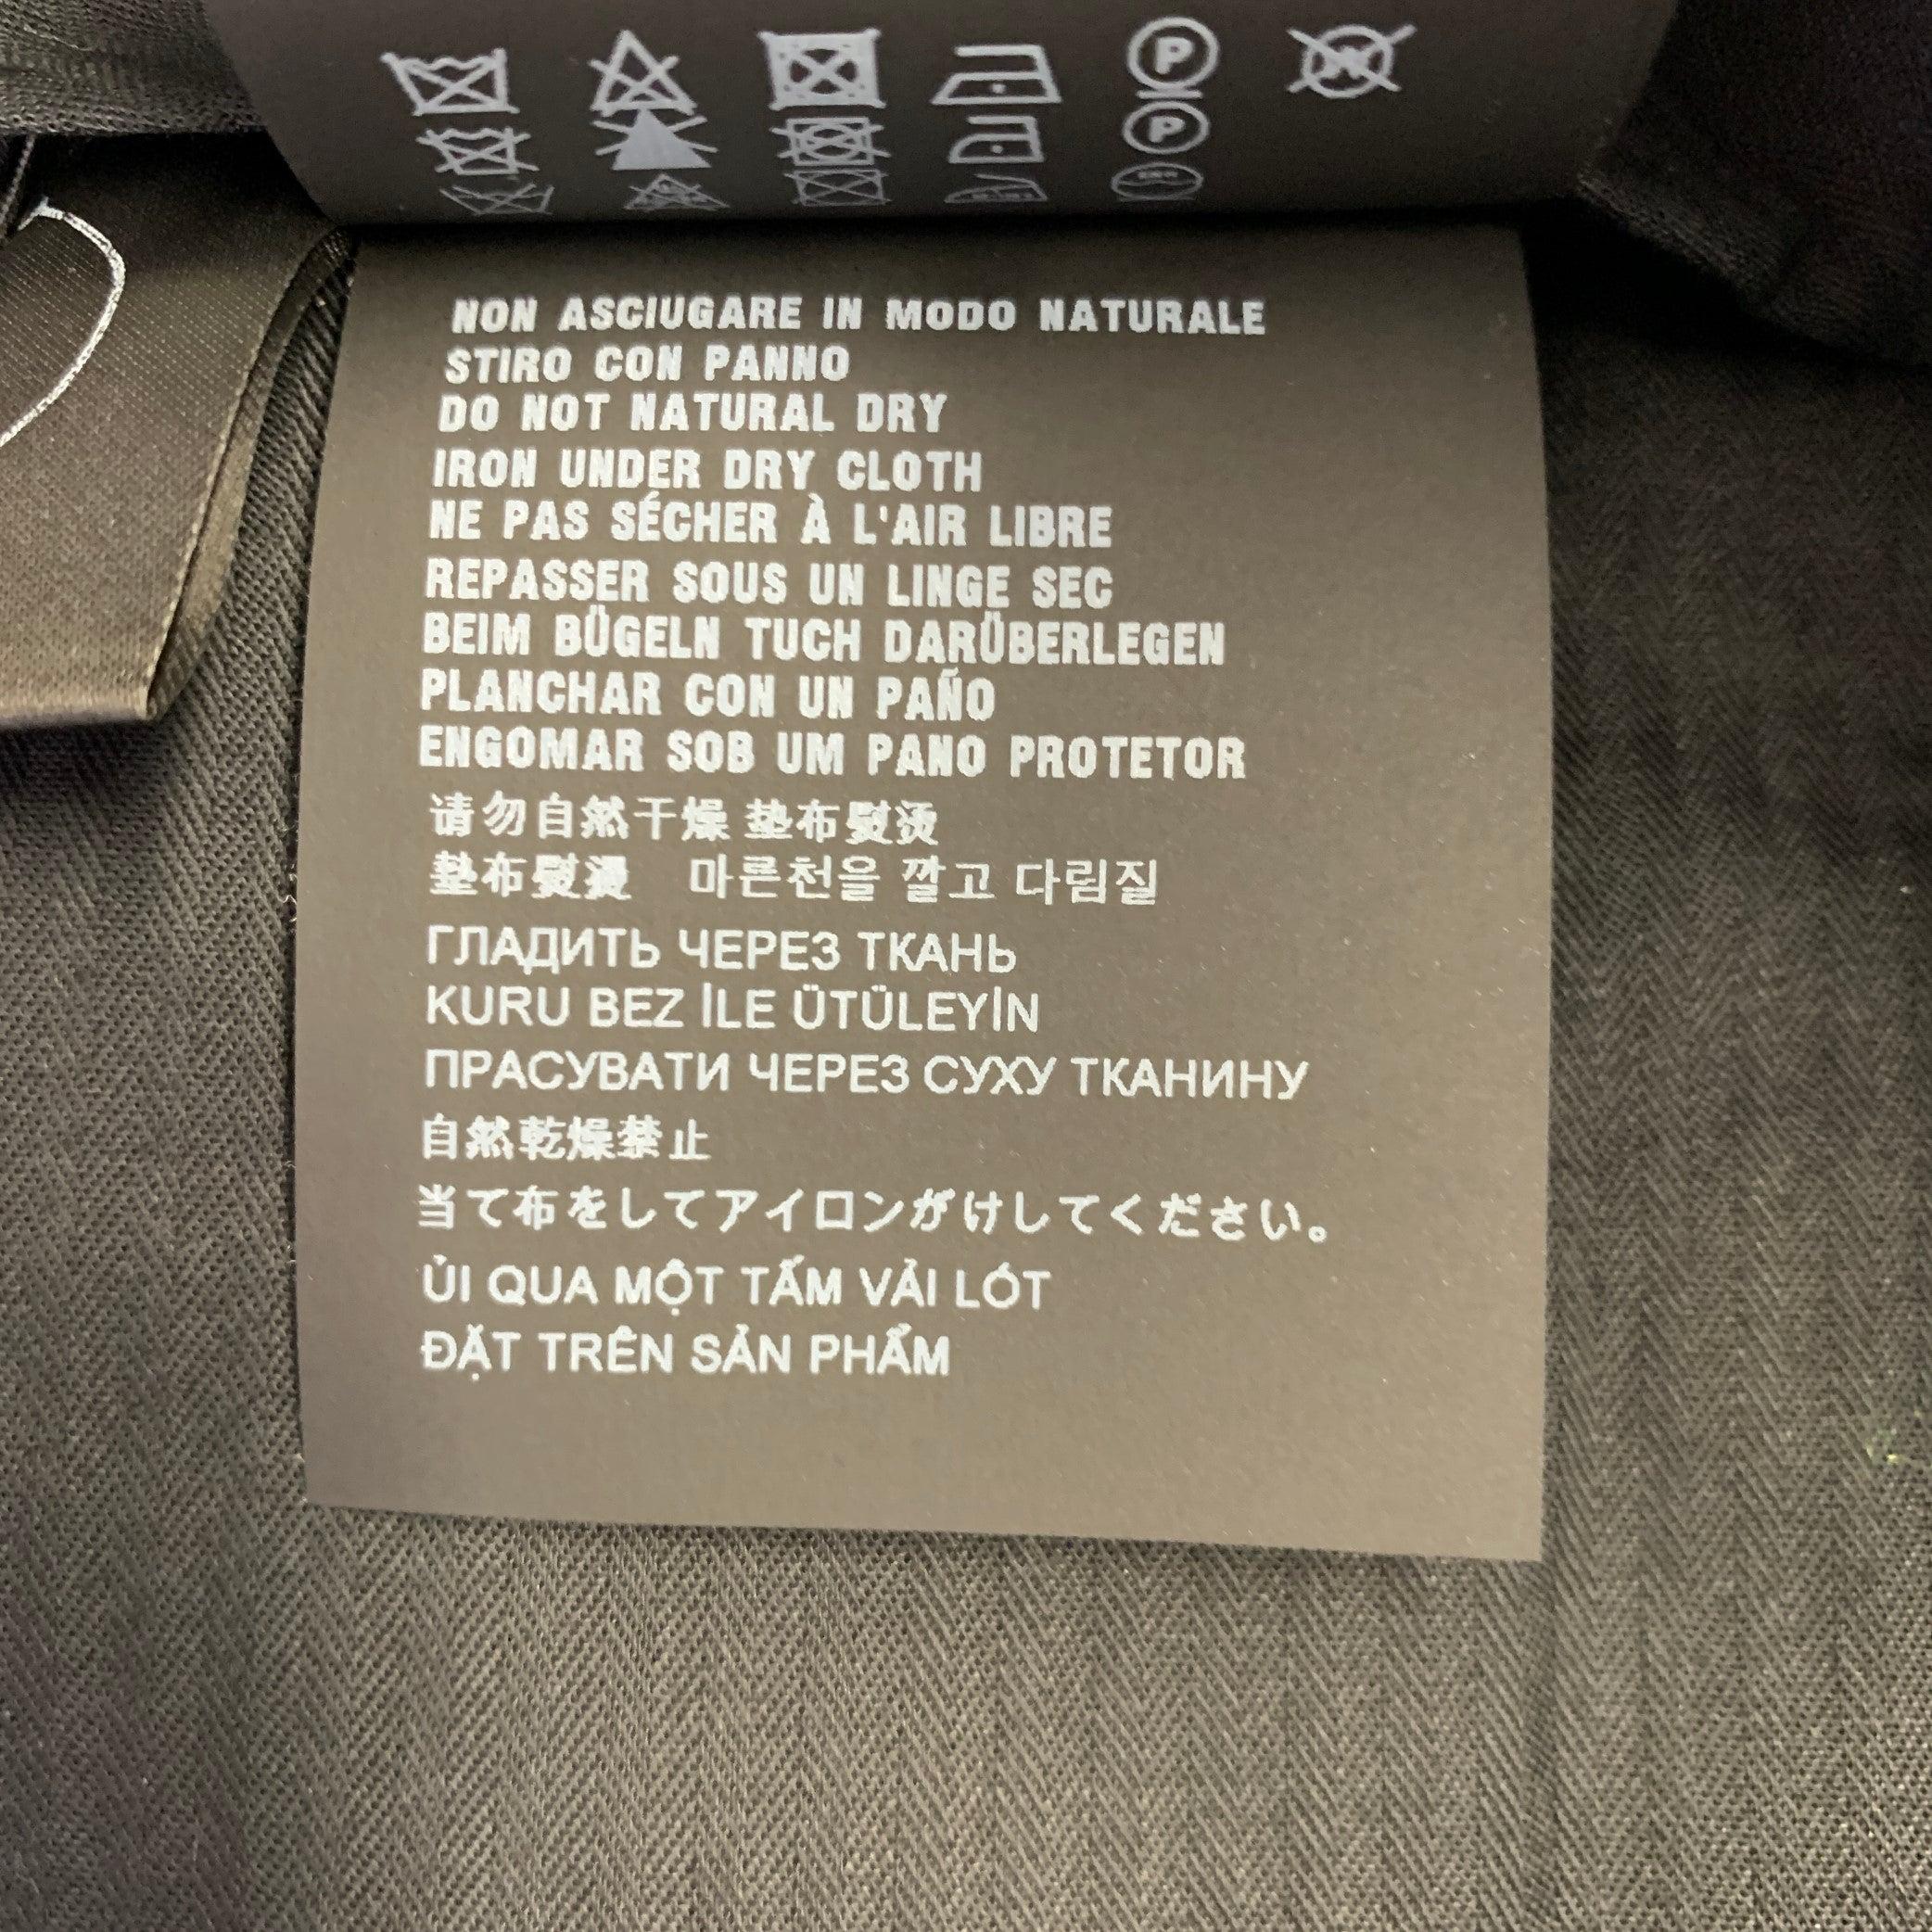 P
W
P
NON ASCIUGARE IN MODO NATURALE
STIRO CON PANNO
DO NOT NATURAL DRY
IRON UNDER DRY CLOTH
NE PAS SÉCHER À L'AIR LIBRE
REPASSER SOUS UN LINGE SEC
BEIM BÜGELN TUCH DARÜBERLEGEN
PLANCHAR CON UN PAÑO
ENGOMAR SOB UM PANO PROTETOR
请勿自然干燥 垫布熨烫
墊布熨燙 마른천을 깔고 다림질
ГЛАДИТЬ ЧЕРЕЗ ТКАНЬ
KURU BEZ İLE ÜTÜLEYİN
ПРАСУВАТИ ЧЕРЕЗ СУХУ ТКАНИНУ
自然乾燥禁止
当て布をしてアイロンがけしてください。
ỦI QUA MỘT TẤM VẢI LÓT
ĐẶT TRÊN SẢN PHẨM